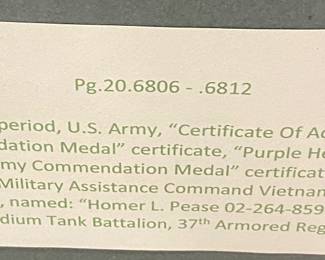 Pg.20.6806 - .6812
period, U.S. Army, “Certificate Of Ac
dation Medal” certificate, “Purple He
my Commendation Medal” certificat
Military Assistance Command Vietnam
, named: “Homer L. Pease 02-264-859
dium Tank Battalion, 37th Armored Reg